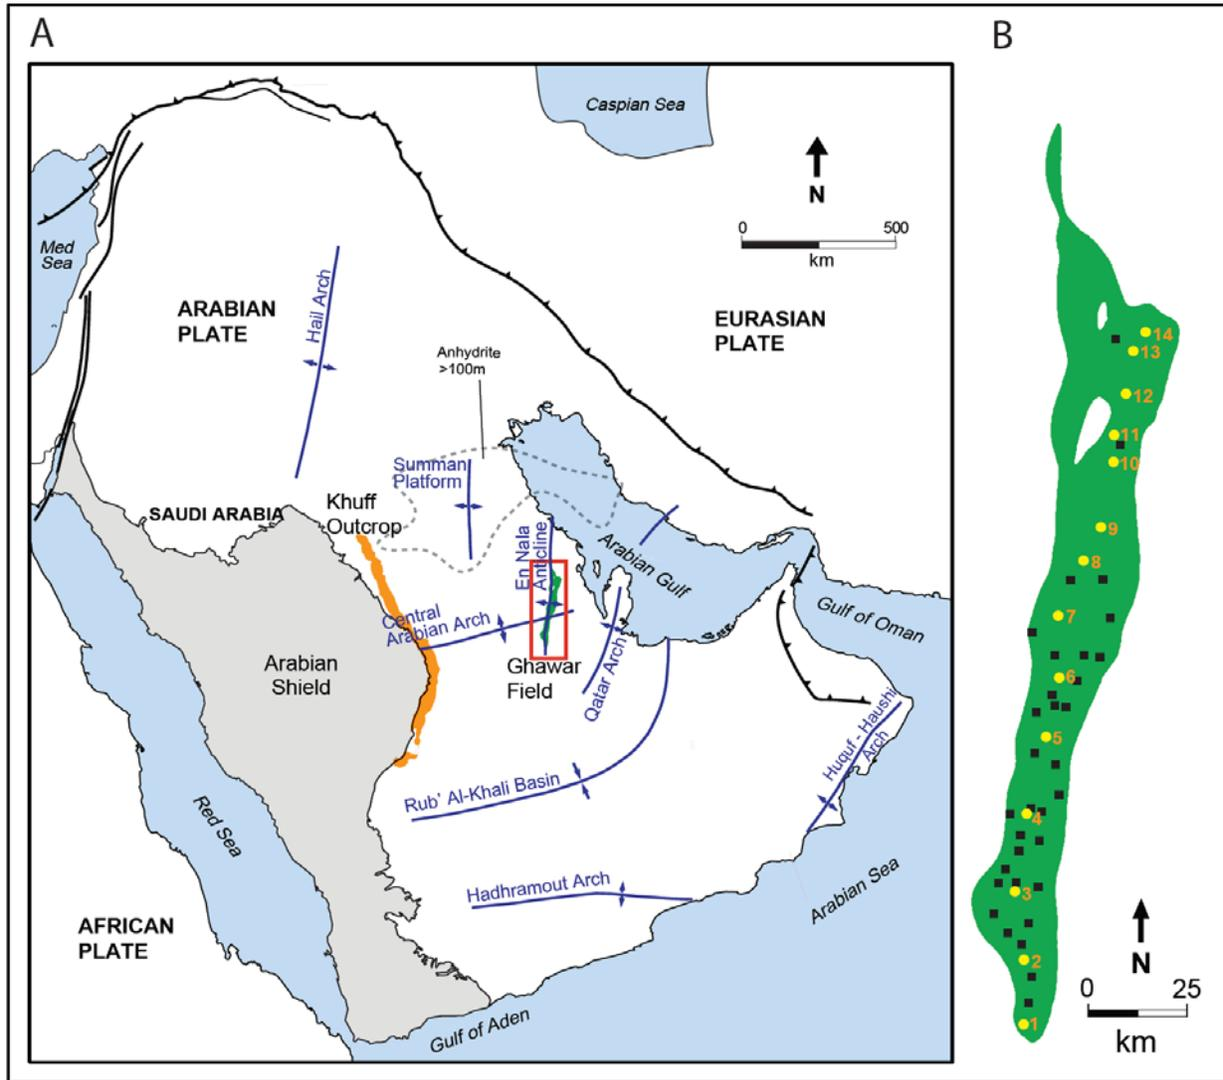 A
B
Caspian Sea
N
0 500
km
Med
Sea
Hail Arch
ARABIAN
PLATE
EURASIAN
PLATE
Anhydrite
>100m
Summan
Platform
Khuff
Outcrop
SAUDI ARABIA
En Nala
Anticline
Arabian Gulf
Gulf of Oman
Central
Arabian Arch
Arabian
Shield
Ghawar
Field
Qatar Arch
Huquf - Haushi
Arch
Rub' Al-Khali Basin
Red Sea
Hadhramout Arch
Arabian Sea
AFRICAN
PLATE
Gulf of Aden
14
13
12
11
10
9
8
7
6
5
4
3
2
1
N
0 25
km